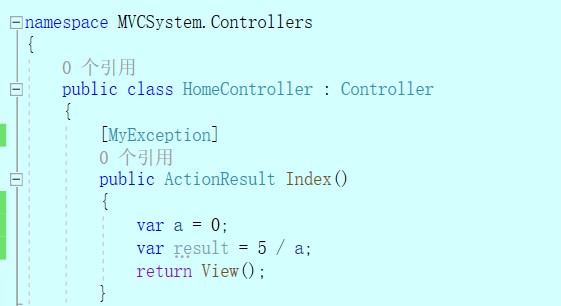 namespace MVCSystem.Controllers
{
0 个引用
public class HomeController : Controller
{
[MyException]
0 个引用
public ActionResult Index()
{
var a = 0;
var result = 5 / a;
return View();
}